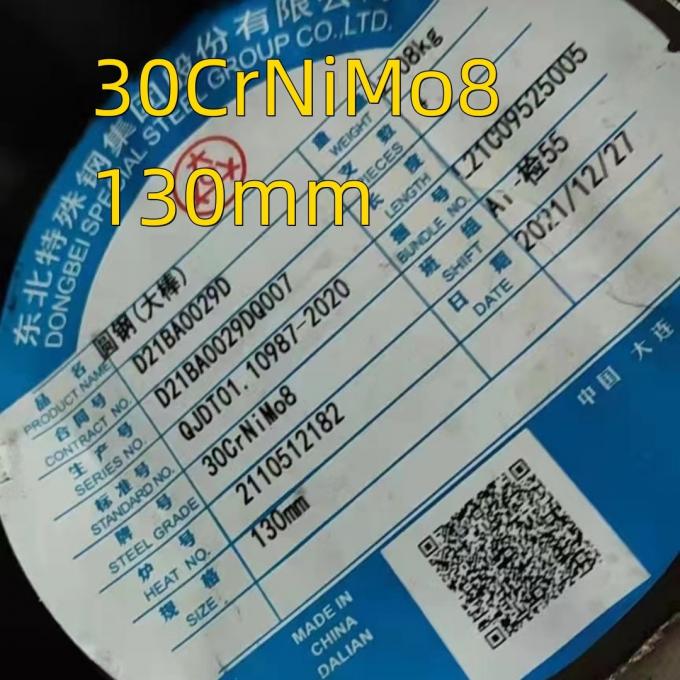 30CrNiMo8
130mm
东北特殊钢集团股份有限公
DONGBEI SPECIAL STEEL GROUP CO.,LTD.
品名 圆钢(大棒)
PRODUCT NAME
合同号 D21BA0029D
CONTRACT NO.
生产号 D21BA0029DQ007
SERIES NO.
标准号 QJDT01.10987-2020
STANDARD NO.
牌号 30CrNiMo8
STEEL GRADE
炉号 2110512182
HEAT NO.
规格 130mm
SIZE
重量
WEIGHT
支数
PIECES
长度
LENGTH
捆号
BUNDLE NO.
班组
SHIFT
日期 2021/12/27
DATE
MADE IN
CHINA
DALIAN
中国 大连